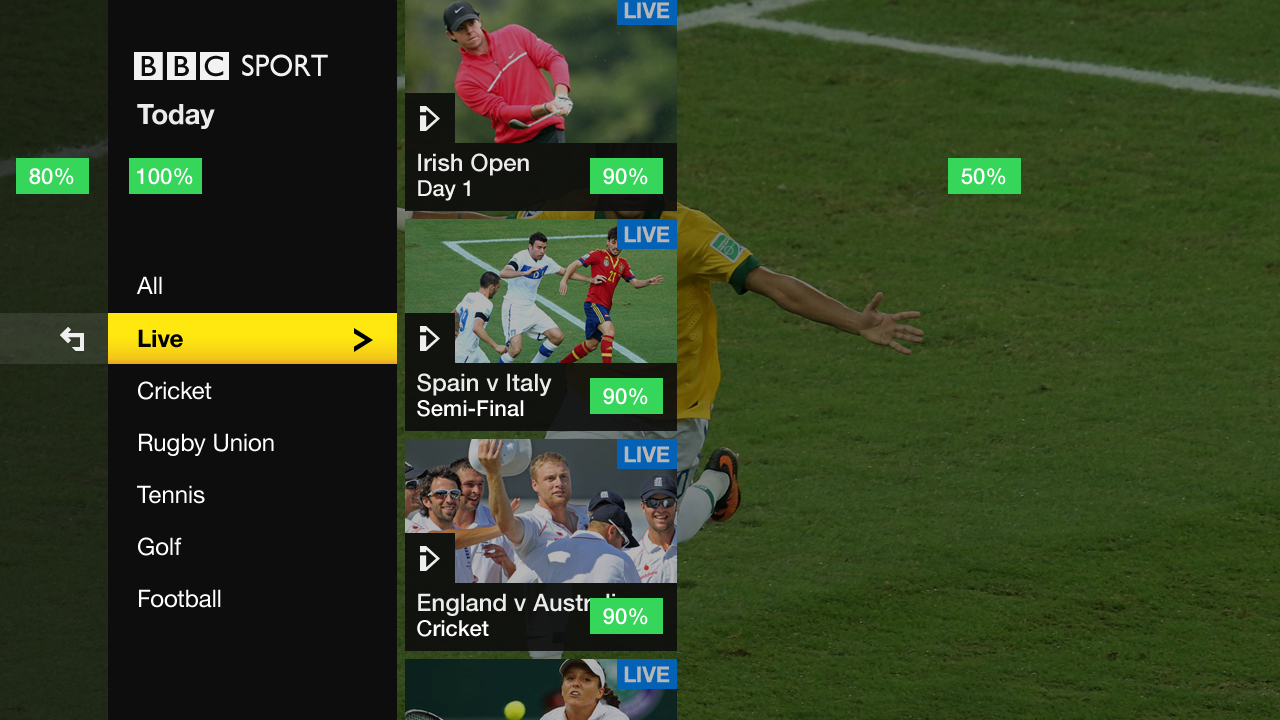 BBC SPORT
Today
80%
100%
All
Live >
Cricket
Rugby Union
Tennis
Golf
Football
LIVE
Irish Open
Day 1
90%
LIVE
21
Spain v Italy
Semi-Final
90%
LIVE
England v Austr
Cricket
90%
LIVE
50%